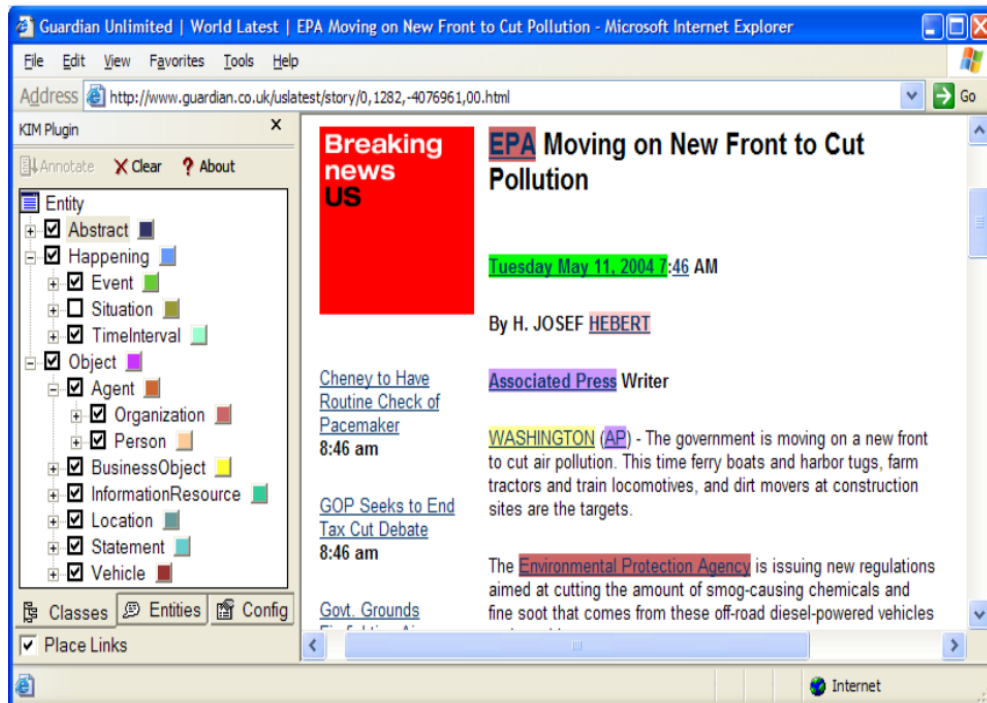 Guardian Unlimited | World Latest | EPA Moving on New Front to Cut Pollution - Microsoft Internet Explorer
File Edit View Favorites Tools Help
Address http://www.guardian.co.uk/uslatest/story/0,1282,-4076961,00.html Go
KIM Plugin X
Annotate Clear ? About
Entity
Abstract
Happening
Event
Situation
TimeInterval
Object
Agent
Organization
Person
BusinessObject
InformationResource
Location
Statement
Vehicle
Classes Entities Config
Place Links
Breaking
news
US
Cheney to Have
Routine Check of
Pacemaker
8:46 am
GOP Seeks to End
Tax Cut Debate
8:46 am
Govt. Grounds
EPA Moving on New Front to Cut
Pollution
Tuesday May 11, 2004 7:46 AM
By H. JOSEF HEBERT
Associated Press Writer
WASHINGTON (AP) - The government is moving on a new front
to cut air pollution. This time ferry boats and harbor tugs, farm
tractors and train locomotives, and dirt movers at construction
sites are the targets.
The Environmental Protection Agency is issuing new regulations
aimed at cutting the amount of smog-causing chemicals and
fine soot that comes from these off-road diesel-powered vehicles
Internet